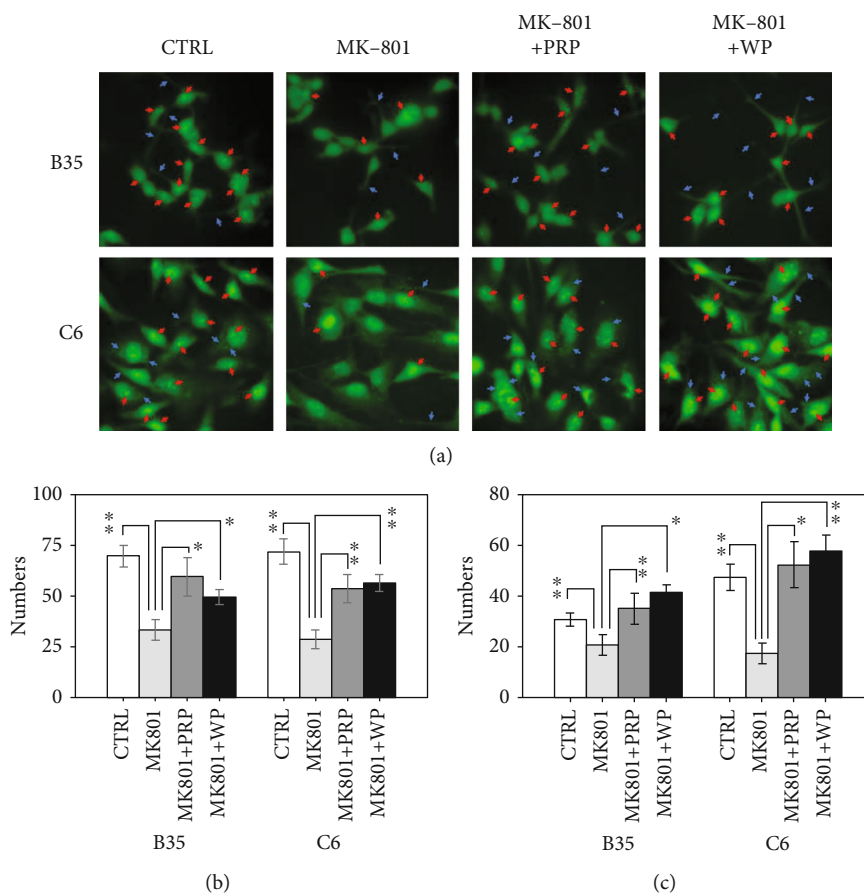 CTRL
MK–801
MK–801
+PRP
MK–801
+WP
B35
C6
(a)
100
75
50
25
0
Numbers
**
*
*
**
**
**
CTRL
MK801
MK801+PRP
MK801+WP
CTRL
MK801
MK801+PRP
MK801+WP
B35
C6
(b)
80
60
40
20
0
Numbers
**
**
*
**
*
**
CTRL
MK801
MK801+PRP
MK801+WP
CTRL
MK801
MK801+PRP
MK801+WP
B35
C6
(c)